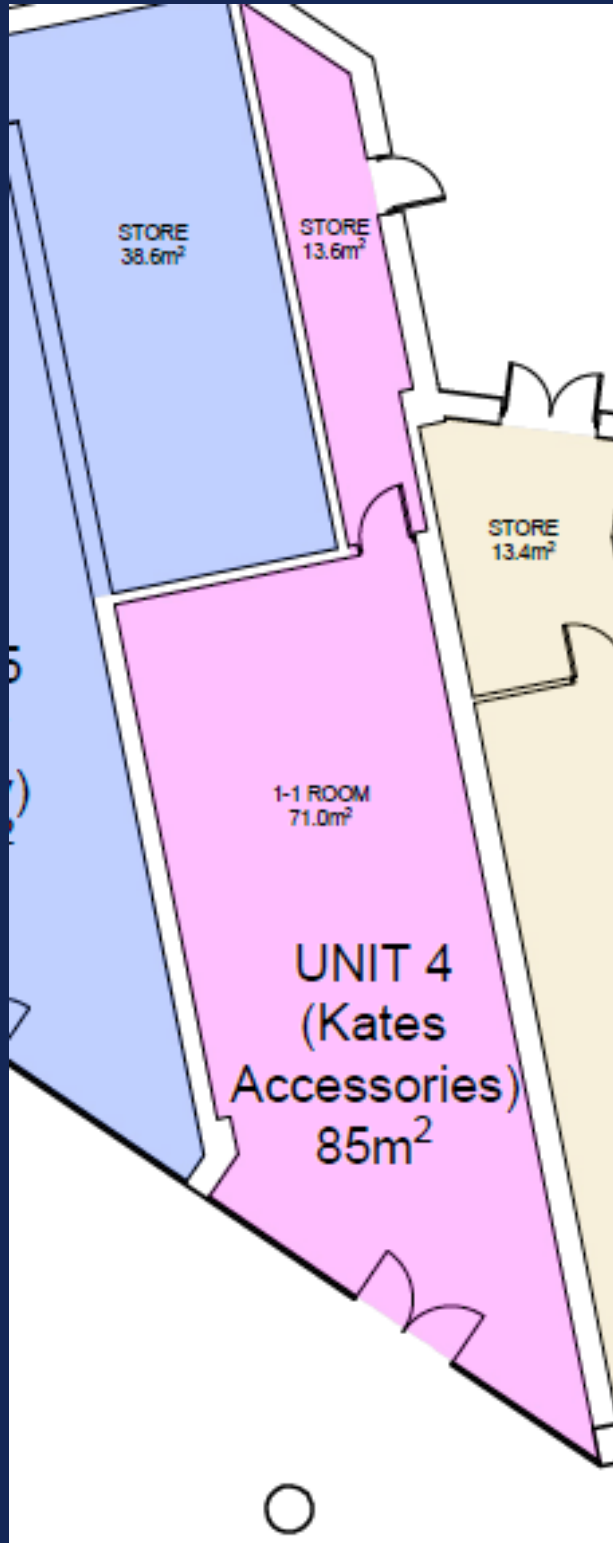 STORE
38.6m²
STORE
13.6m²
STORE
13.4m²
5
1-1 ROOM
71.0m²
)
UNIT 4
(Kates
Accessories)
85m²